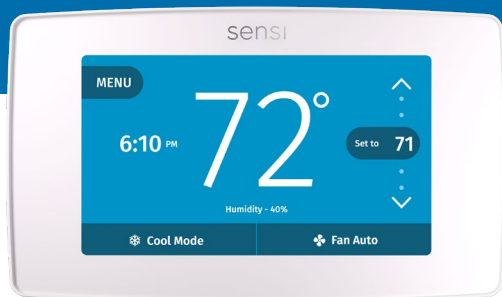 sensi
MENU
72°
6:10 PM
Set to 71
Humidity - 40%
Cool Mode
Fan Auto